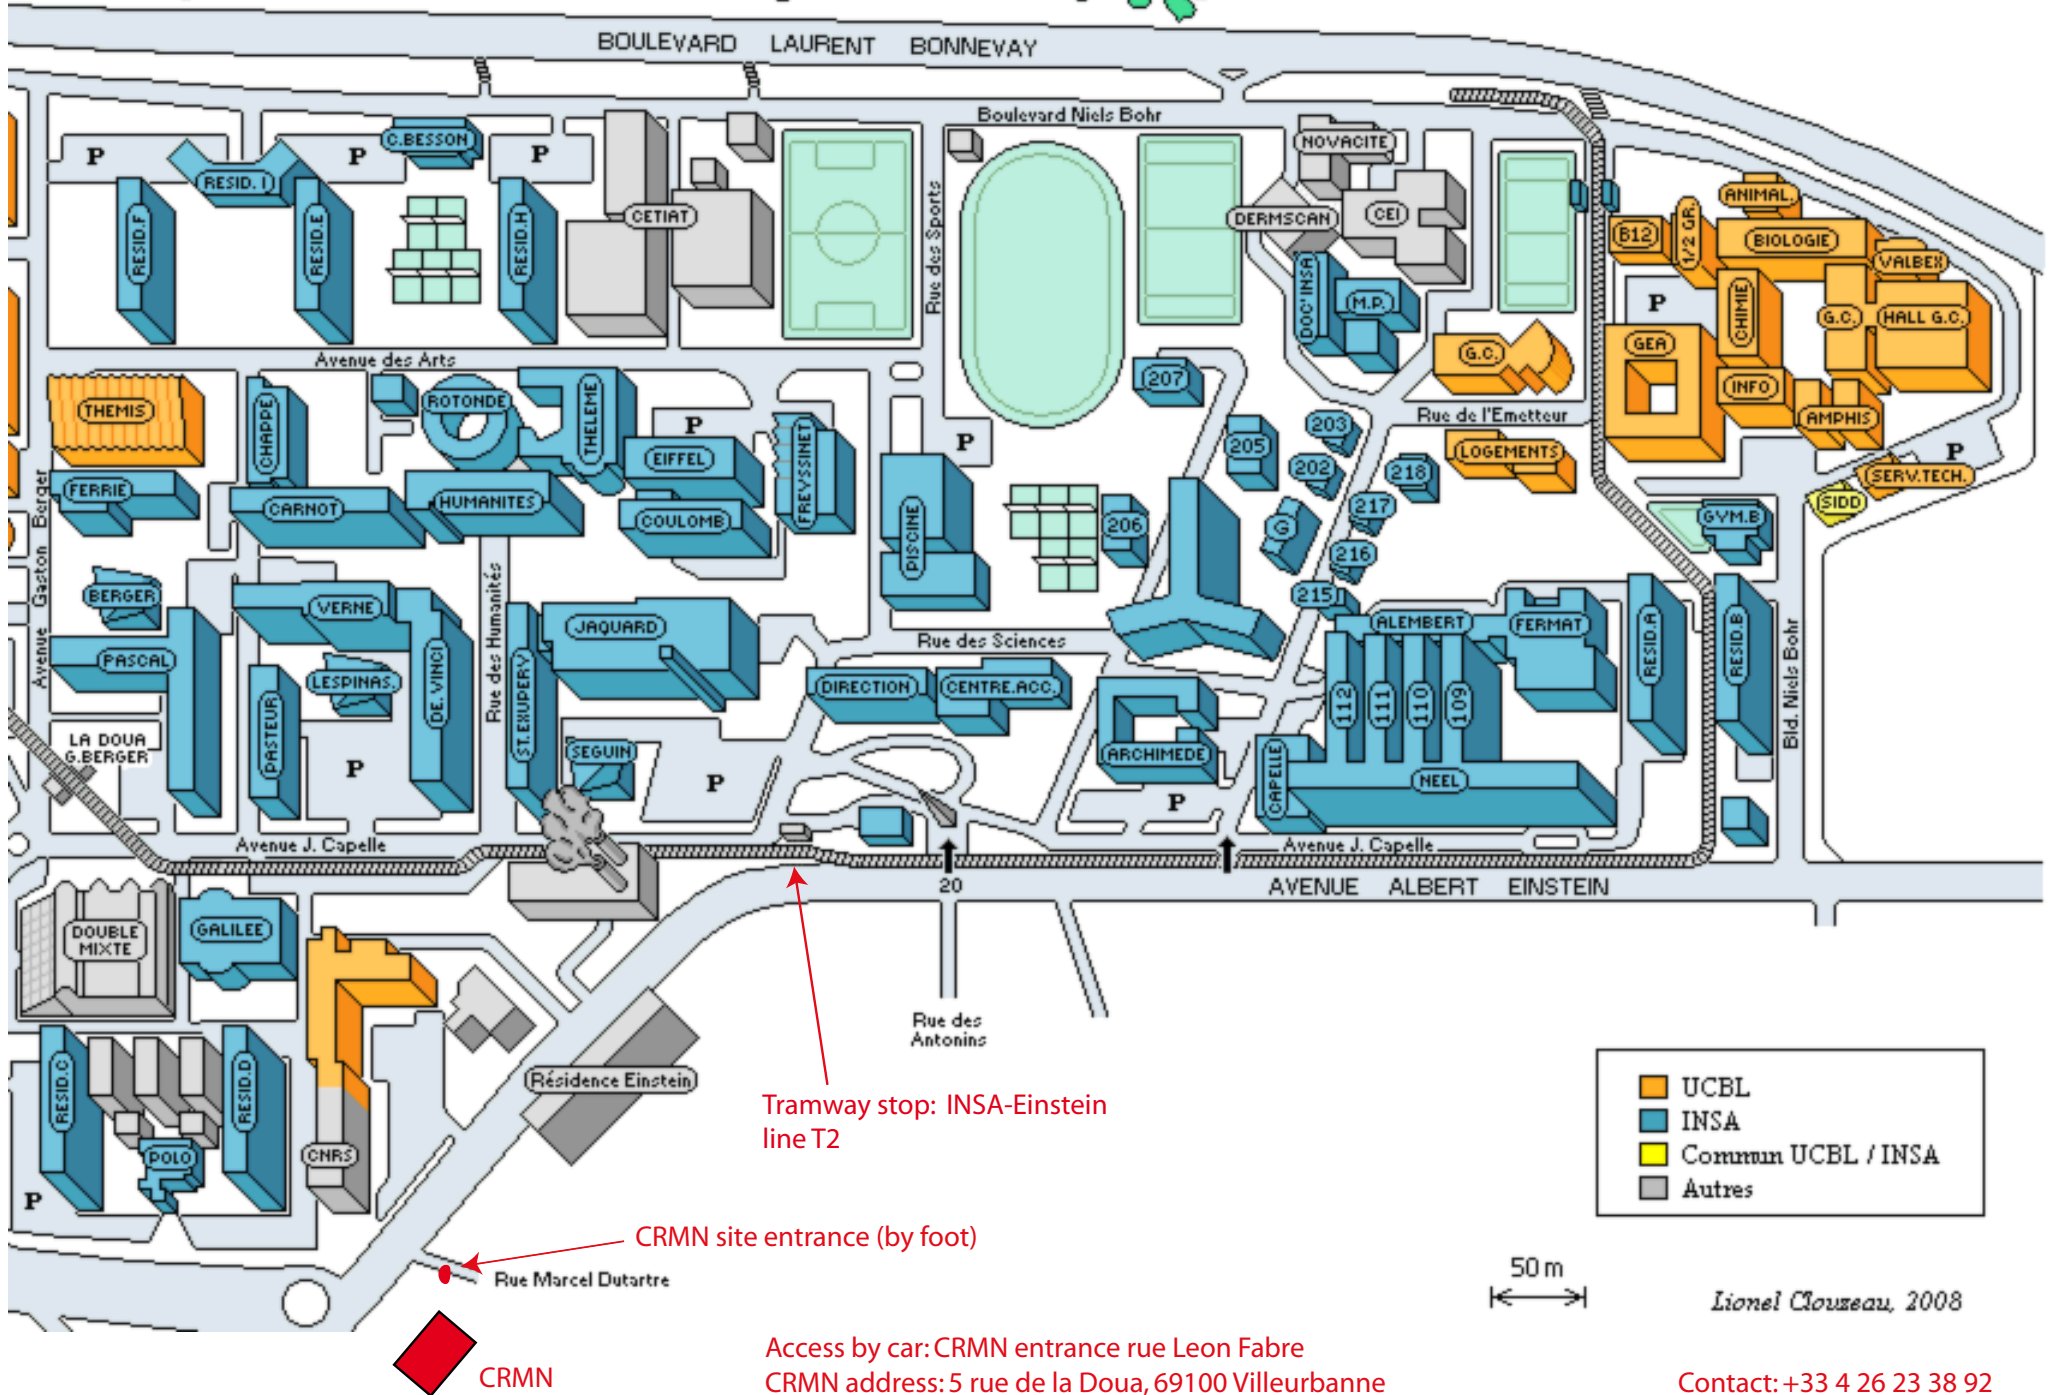 BOULEVARD LAURENT BONNEVAY
Boulevard Niels Bohr
P
P
P
C.BESSON
RESID. I
RESID.F
RESID.E
RESID.H
CETIAT
Rue des Sports
NOVACITE
DERMSCAN
CEI
DOC'INSA
M.P.
B12
1/2 GR.
ANIMAL.
BIOLOGIE
VALBEX
P
CHIMIE
G.C.
HALL G.C.
GEA
INFO
AMPHIS
G.C.
Avenue des Arts
THEMIS
CHAPPE
ROTONDE
THELEME
P
EIFFEL
FREYSSINET
P
207
205
203
202
218
217
G
216
215
206
Rue de l'Emetteur
LOGEMENTS
P
SERV.TECH.
SIDD
GYM.B
FERRIE
CARNOT
HUMANITES
COULOMB
PISCINE
Avenue Gaston Berger
BERGER
VERNE
Rue des Humanités
JAQUARD
Rue des Sciences
ALEMBERT
FERMAT
RESID.A
RESID.B
Bld. Niels Bohr
PASCAL
LESPINAS.
DE. VINCI
ST.EXUPERY
DIRECTION
CENTRE.ACC.
112
111
110
109
PASTEUR
LA DOUA
G.BERGER
P
SEGUIN
P
ARCHIMEDE
P
CAPELLE
NEEL
Avenue J. Capelle
Avenue J. Capelle
20
AVENUE ALBERT EINSTEIN
DOUBLE
MIXTE
GALILEE
Rue des
Antonins
RESID.C
RESID.D
POLO
CNRS
P
Résidence Einstein
Tramway stop: INSA-Einstein
line T2
UCBL
INSA
Commun UCBL / INSA
Autres
CRMN site entrance (by foot)
Rue Marcel Dutartre
50 m
Lionel Clouzeau, 2008
CRMN
Access by car: CRMN entrance rue Leon Fabre
CRMN address: 5 rue de la Doua, 69100 Villeurbanne
Contact: +33 4 26 23 38 92